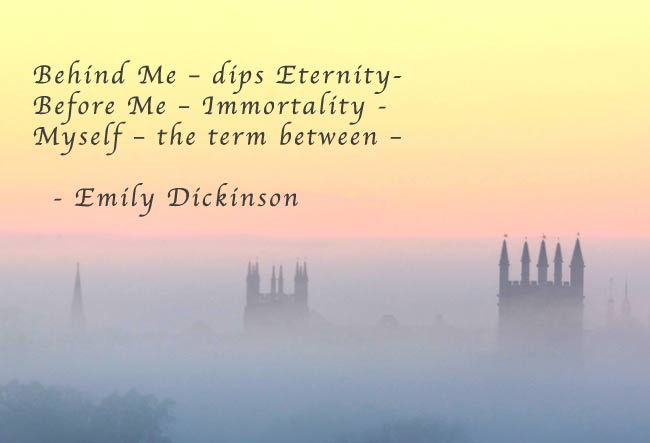 Behind Me – dips Eternity-
Before Me – Immortality -
Myself – the term between –
- Emily Dickinson